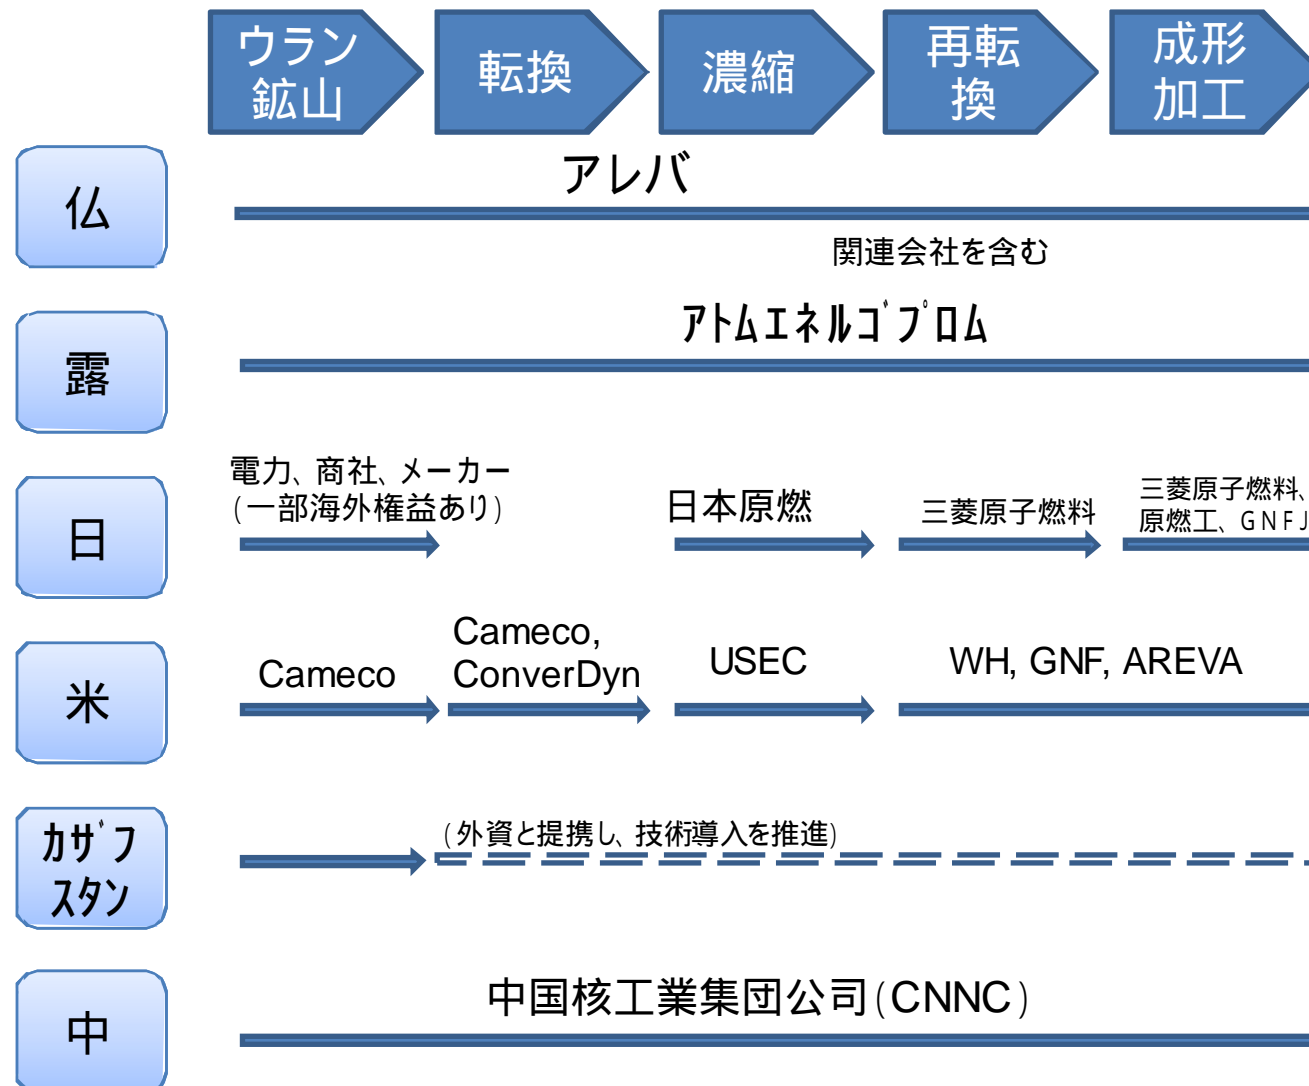 ウラン
鉱山
転換
濃縮
再転
換
成形
加工
仏
アレバ
関連会社を含む
露
ｱﾄﾑｴﾈﾙｺﾞﾌﾟﾛﾑ
日
電力、商社、メーカー
(一部海外権益あり)
日本原燃
三菱原子燃料
三菱原子燃料、
原燃工、GNFJ
米
Cameco
Cameco,
ConverDyn
USEC
WH, GNF, AREVA
ｶｻﾞﾌ
ｽﾀﾝ
(外資と提携し、技術導入を推進)
中
中国核工業集団公司(CNNC)